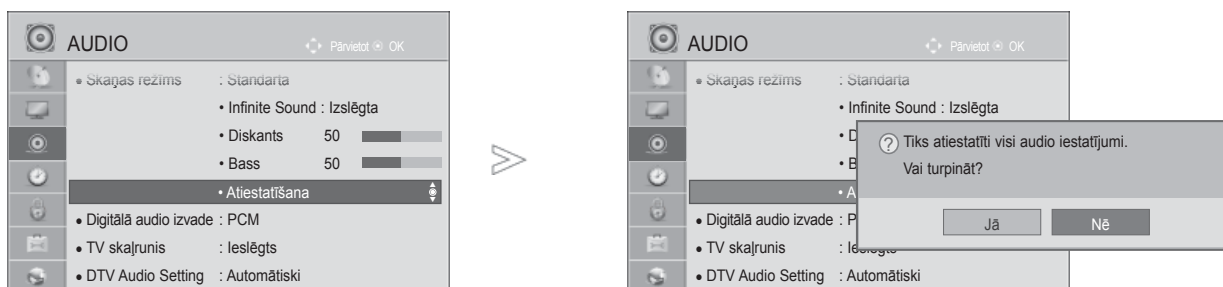 AUDIO
Pārvietot OK
• Skaņas režīms : Standarta
• Infinite Sound : Izslēgta
• Diskants 50
• Bass 50
• Atiestatīšana
• Digitālā audio izvade : PCM
• TV skaļrunis : Ieslēgts
• DTV Audio Setting : Automātiski
AUDIO
Pārvietot OK
• Skaņas režīms : Standarta
• Infinite Sound : Izslēgta
• D
• B
• A
? Tiks atiestatīti visi audio iestatījumi.
Vai turpināt?
Jā Nē
• Digitālā audio izvade : P
• TV skaļrunis : Ieslēgts
• DTV Audio Setting : Automātiski